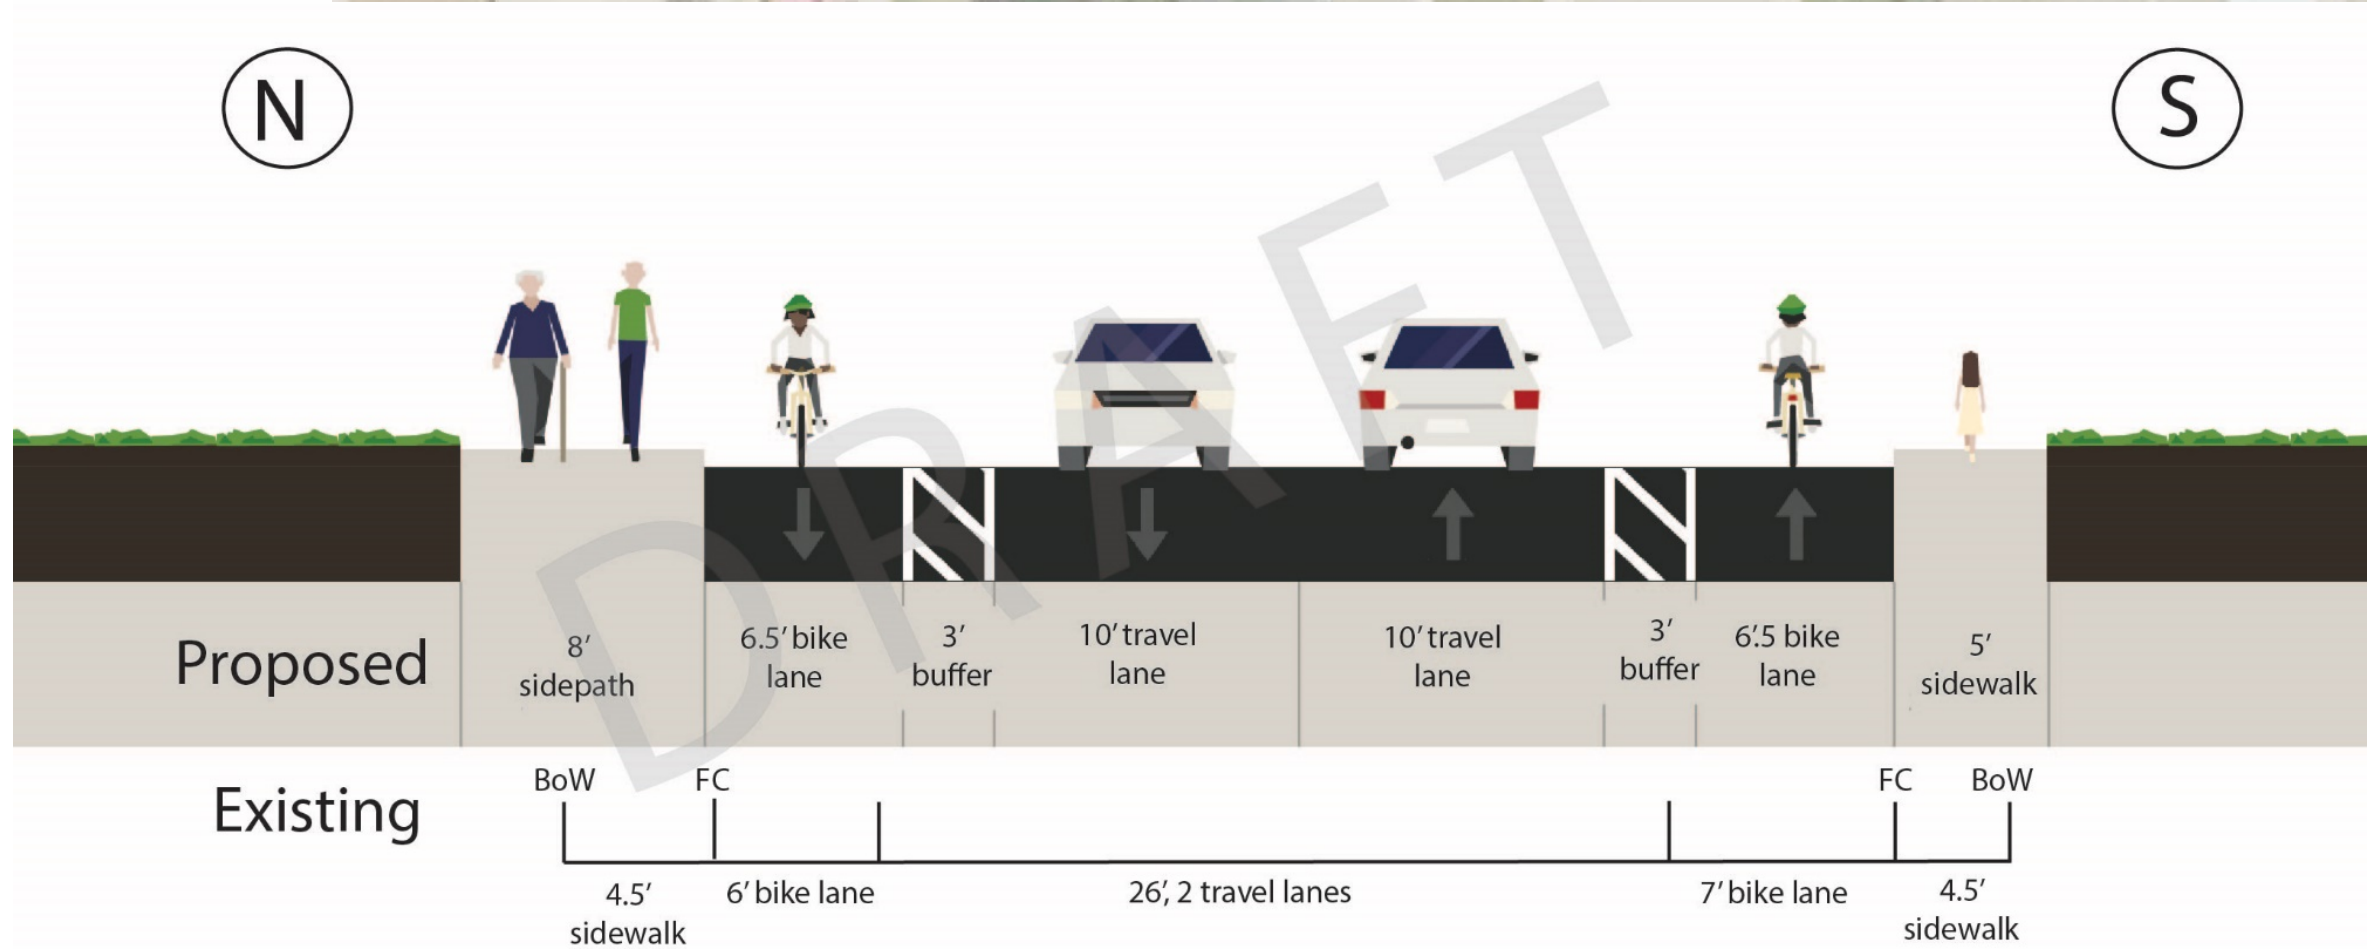 N
S
DRAFT
Proposed
8’
sidepath
6.5’ bike
lane
3’
buffer
10’ travel
lane
10’ travel
lane
3’
buffer
6’.5 bike
lane
5’
sidewalk
Existing
BoW
FC
FC
BoW
4.5’
sidewalk
6’ bike lane
26’, 2 travel lanes
7’ bike lane
4.5’
sidewalk